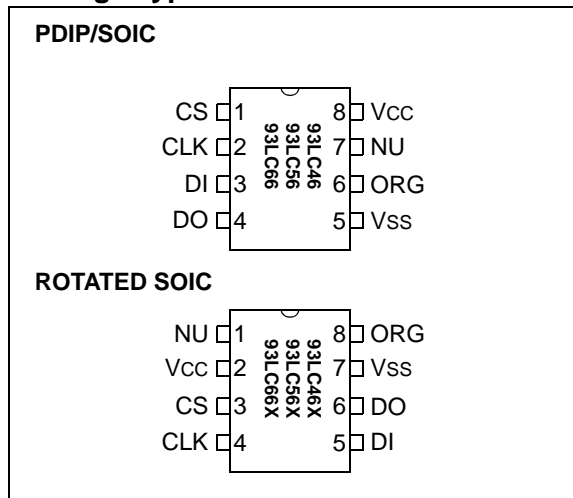 PDIP/SOIC
CS 1 8 VCC
CLK 2 7 NU
DI 3 6 ORG
DO 4 5 VSS
93LC46
93LC56
93LC66
ROTATED SOIC
NU 1 8 ORG
VCC 2 7 VSS
CS 3 6 DO
CLK 4 5 DI
93LC46X
93LC56X
93LC66X